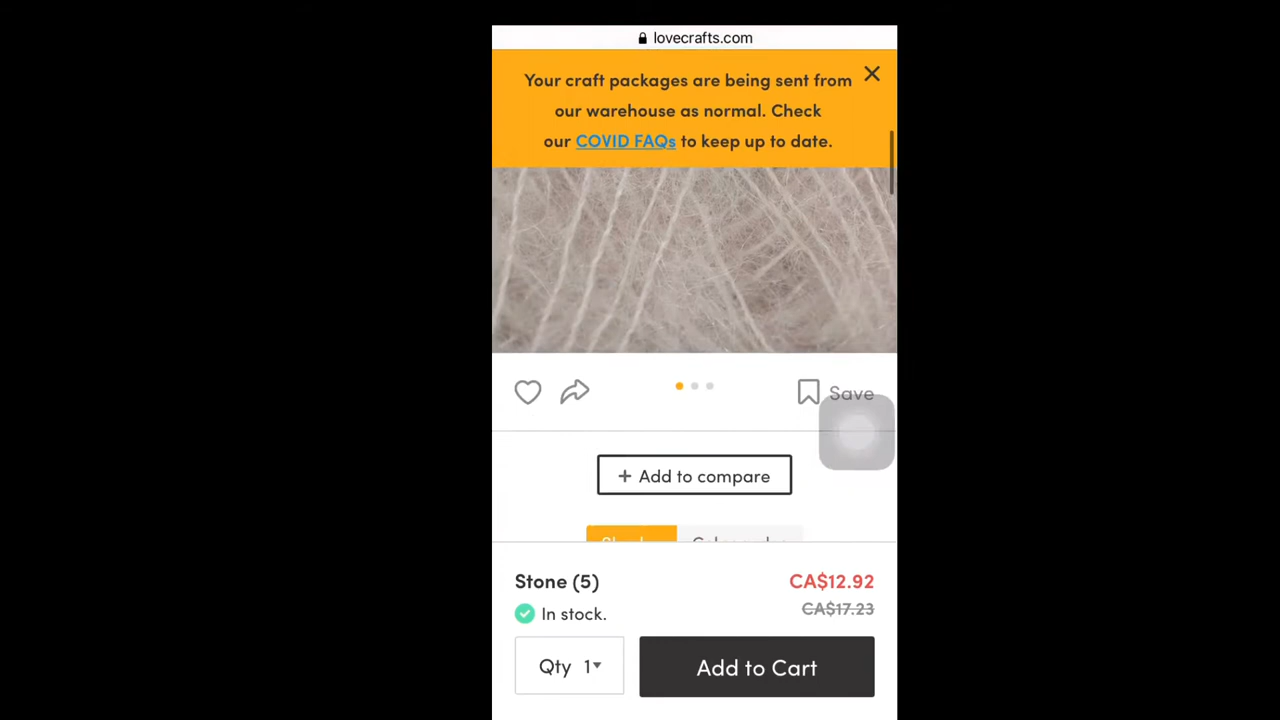 lovecrafts.com
Your craft packages are being sent from
our warehouse as normal. Check
our COVID FAQs to keep up to date.
Save
+ Add to compare
Stone (5)
CA$12.92
In stock.
CA$17.23
Qty 1
Add to Cart